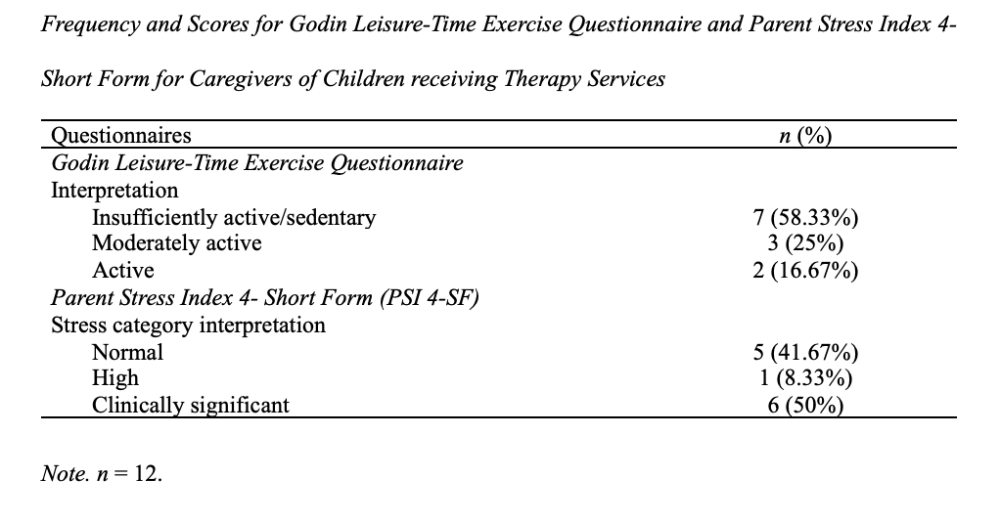 Frequency and Scores for Godin Leisure-Time Exercise Questionnaire and Parent Stress Index 4-
Short Form for Caregivers of Children receiving Therapy Services
Questionnaires n (%)
Godin Leisure-Time Exercise Questionnaire
Interpretation
Insufficiently active/sedentary 7 (58.33%)
Moderately active 3 (25%)
Active 2 (16.67%)
Parent Stress Index 4- Short Form (PSI 4-SF)
Stress category interpretation
Normal 5 (41.67%)
High 1 (8.33%)
Clinically significant 6 (50%)
Note. n = 12.